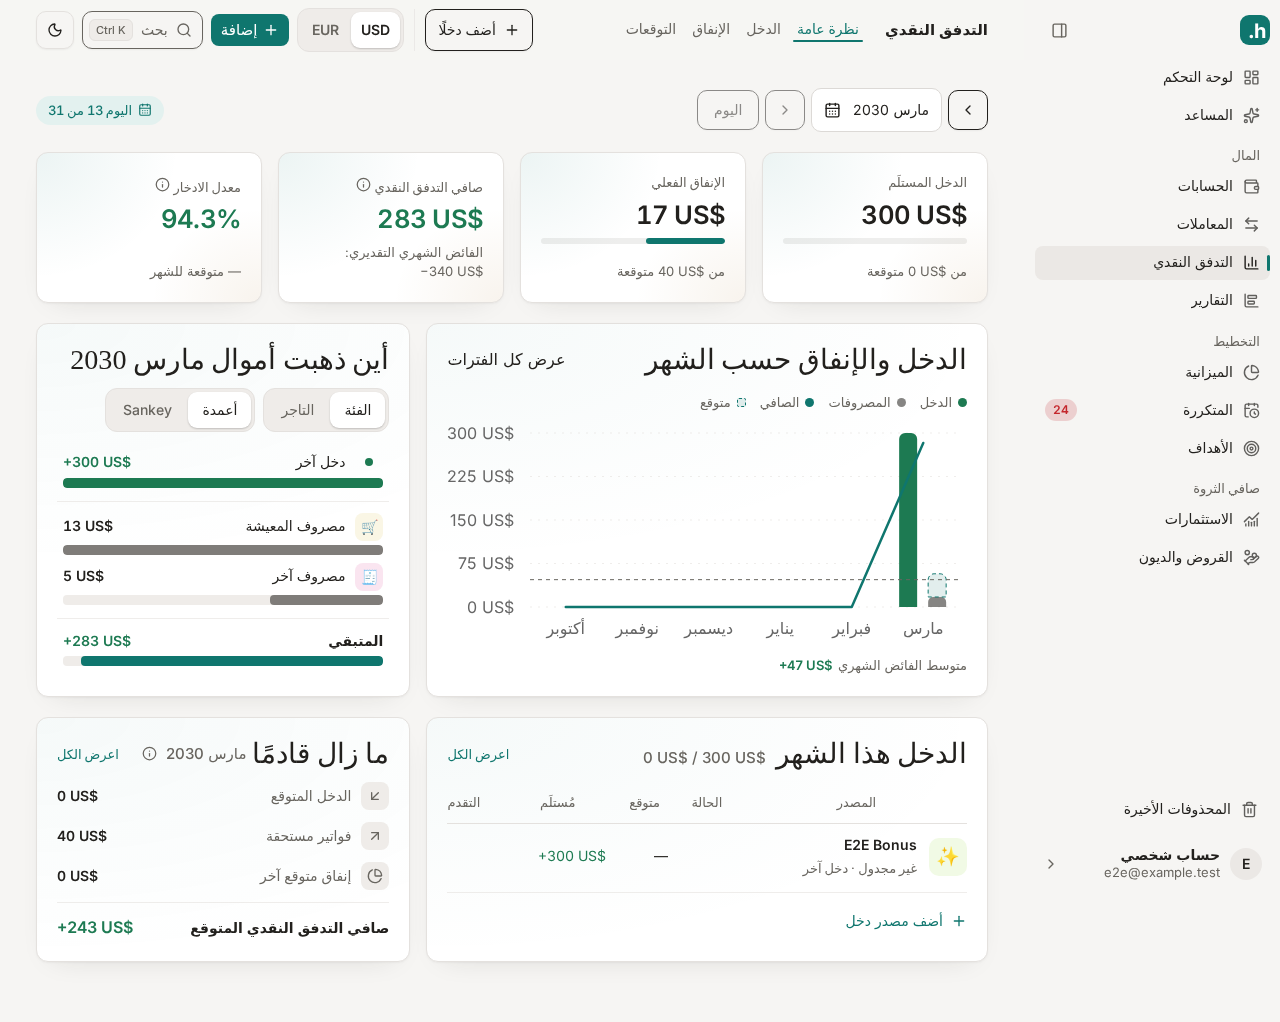 h.
لوحة التحكم
المساعد
المال
الحسابات
المعاملات
التدفق النقدي
التقارير
التخطيط
الميزانية
المتكررة
24
الأهداف
صافي الثروة
الاستثمارات
القروض والديون
المحذوفات الأخيرة
E
حساب شخصي
e2e@example.test
التدفق النقدي
نظرة عامة
الدخل
الإنفاق
التوقعات
أضف دخلًا
USD
EUR
إضافة
بحث
Ctrl K
مارس 2030
اليوم
اليوم 13 من 31
الدخل المستلَم
300 US$
من 0 US$ متوقعة
الإنفاق الفعلي
17 US$
من 40 US$ متوقعة
صافي التدفق النقدي
283 US$
الفائض الشهري التقديري:
−340 US$
معدل الادخار
94.3%
— متوقعة للشهر
الدخل والإنفاق حسب الشهر
عرض كل الفترات
الدخل
المصروفات
الصافي
متوقع
300 US$
225 US$
150 US$
75 US$
0 US$
مارس
فبراير
يناير
ديسمبر
نوفمبر
أكتوبر
متوسط الفائض الشهري +47 US$
أين ذهبت أموال مارس 2030
الفئة
التاجر
أعمدة
Sankey
دخل آخر
+300 US$
مصروف المعيشة
13 US$
مصروف آخر
5 US$
المتبقي
+283 US$
الدخل هذا الشهر
0 US$ / 300 US$
اعرض الكل
المصدر
الحالة
متوقع
مُستلَم
التقدم
E2E Bonus
غير مجدول · دخل آخر
—
+300 US$
أضف مصدر دخل
ما زال قادمًا
مارس 2030
اعرض الكل
الدخل المتوقع
0 US$
فواتير مستحقة
40 US$
إنفاق متوقع آخر
0 US$
صافي التدفق النقدي المتوقع
+243 US$